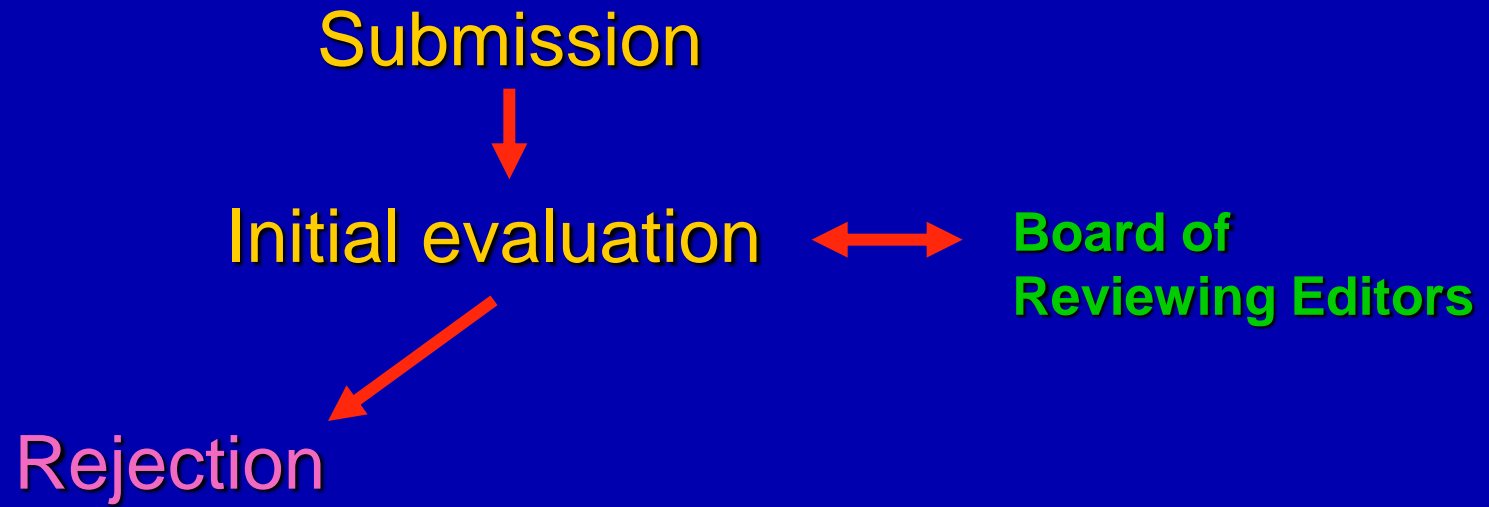 Submission
Initial evaluation
Board of
Reviewing Editors
Rejection